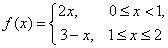 f(x) = { 2x, 0 ≤ x < 1,
3 − x, 1 ≤ x ≤ 2